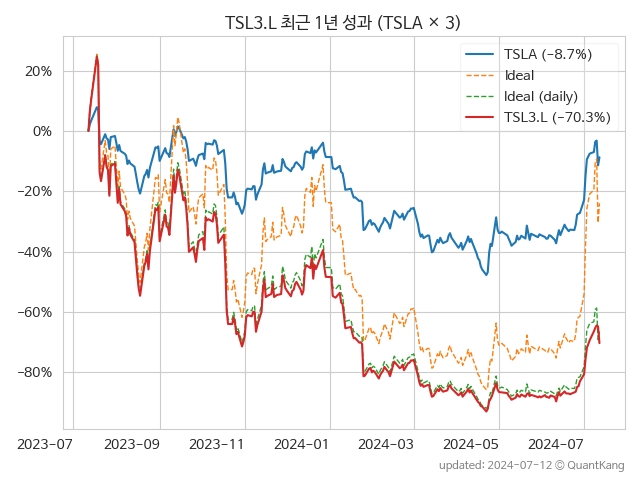 TSL3.L 최근 1년 성과 (TSLA × 3)
TSLA (−8.7%)
Ideal
Ideal (daily)
TSL3.L (−70.3%)
20%
0%
−20%
−40%
−60%
−80%
2023-07 2023-09 2023-11 2024-01 2024-03 2024-05 2024-07
updated: 2024-07-12 © QuantKang